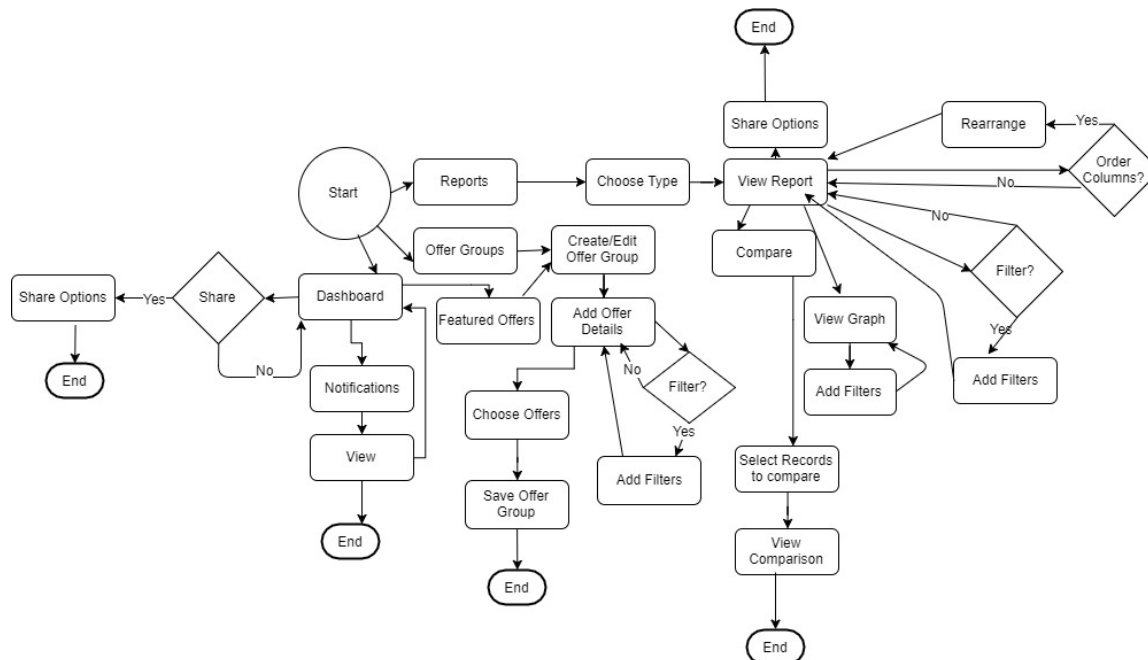 End
Share Options
Rearrange
Yes
Order
Columns?
Start
Reports
Choose Type
View Report
No
Offer Groups
Create/Edit
Offer Group
Compare
No
Filter?
Share Options
Yes
Share
Dashboard
Featured Offers
Add Offer
Details
View Graph
Yes
End
No
Notifications
No
Filter?
Add Filters
Add Filters
Choose Offers
Yes
View
Add Filters
Select Records
to compare
Save Offer
Group
End
View
Comparison
End
End